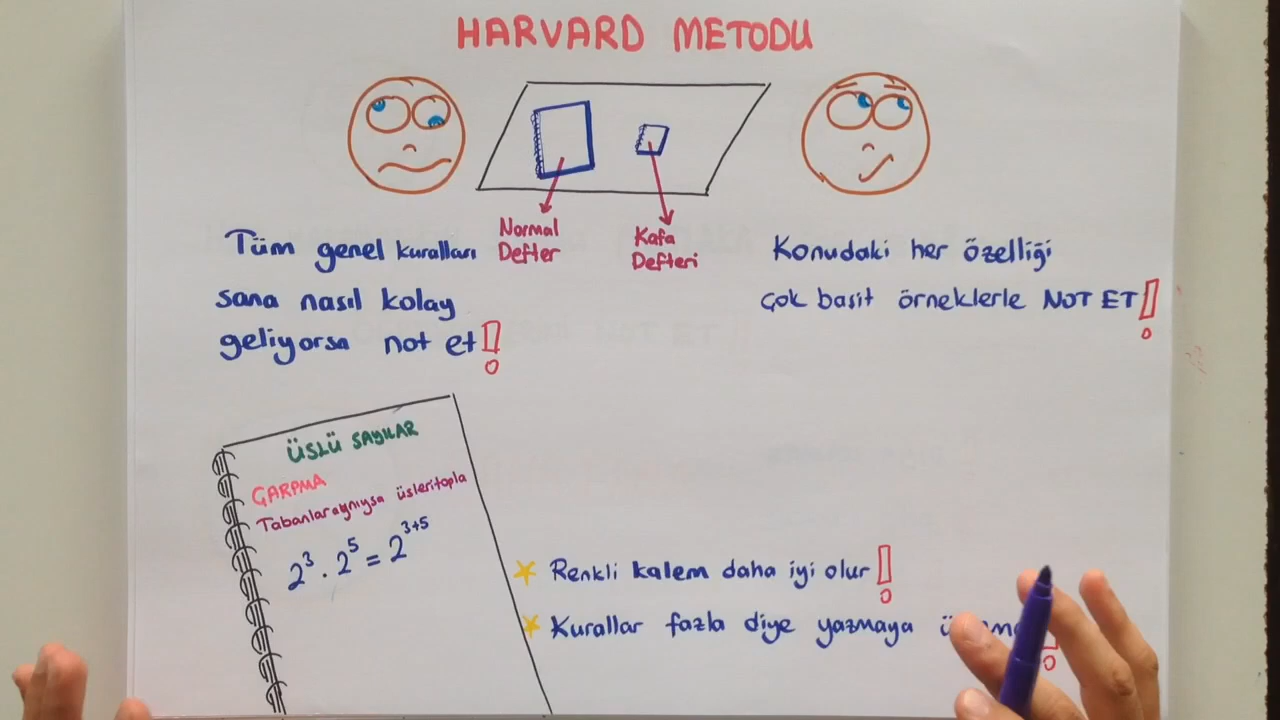 HARVARD METODU
Normal
Defter
Kafa
Defteri
Tüm genel kuralları
sana nasıl kolay
geliyorsa not et!
Konudaki her özelliği
çok basit örneklerle NOT ET!
ÜSLÜ SAYILAR
ÇARPMA
Tabanlar aynıysa üsleri topla
2³ . 2⁵ = 2³⁺⁵
Renkli kalem daha iyi olur!
Kurallar fazla diye yazmaya